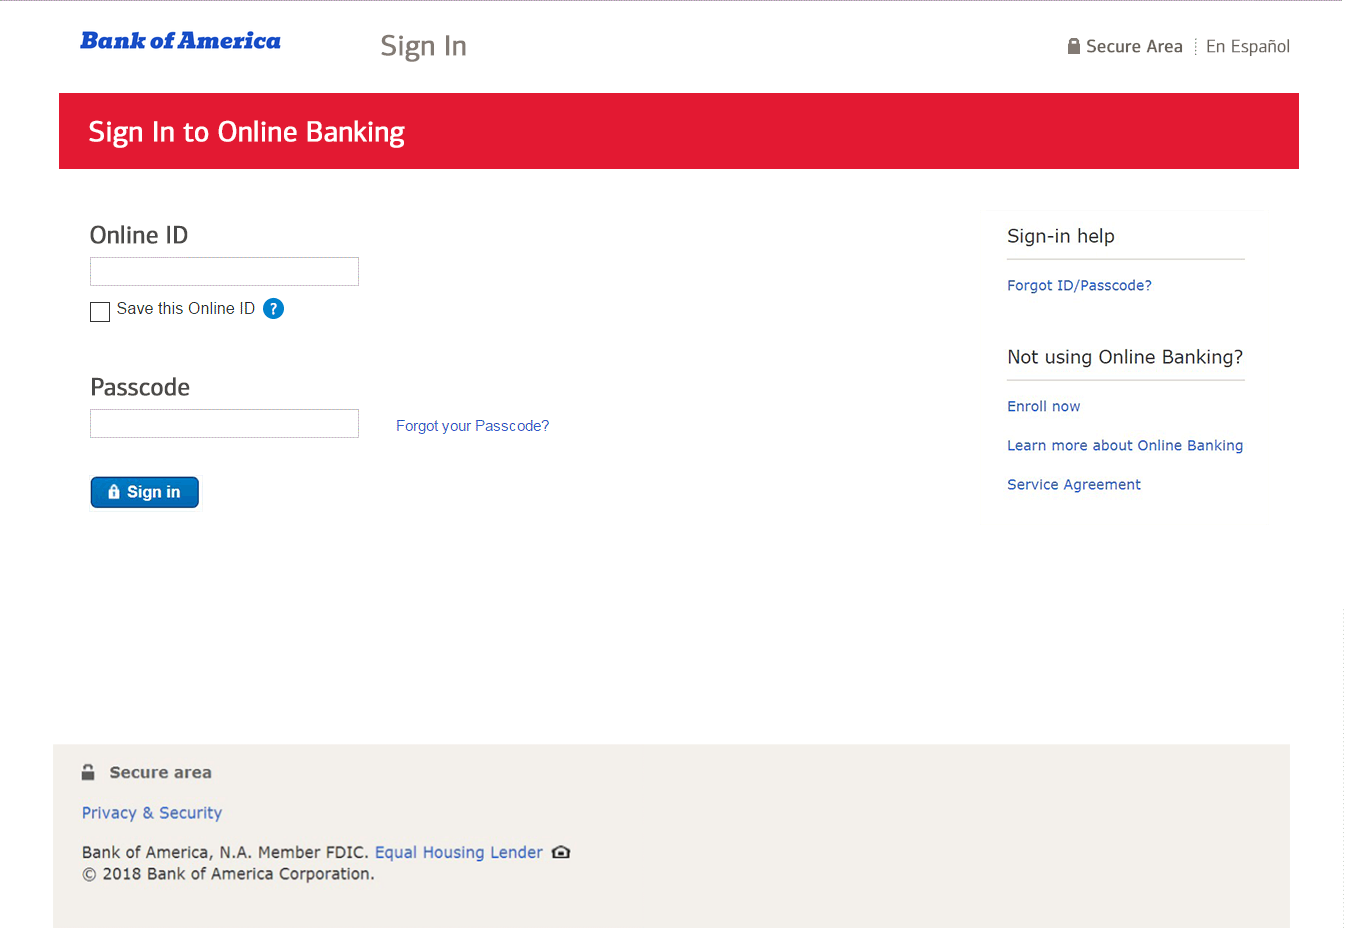 Bank of America
Sign In
Secure Area
En Español
Sign In to Online Banking
Online ID
Save this Online ID ?
Passcode
Forgot your Passcode?
Sign in
Sign-in help
Forgot ID/Passcode?
Not using Online Banking?
Enroll now
Learn more about Online Banking
Service Agreement
Secure area
Privacy & Security
Bank of America, N.A. Member FDIC. Equal Housing Lender
© 2018 Bank of America Corporation.